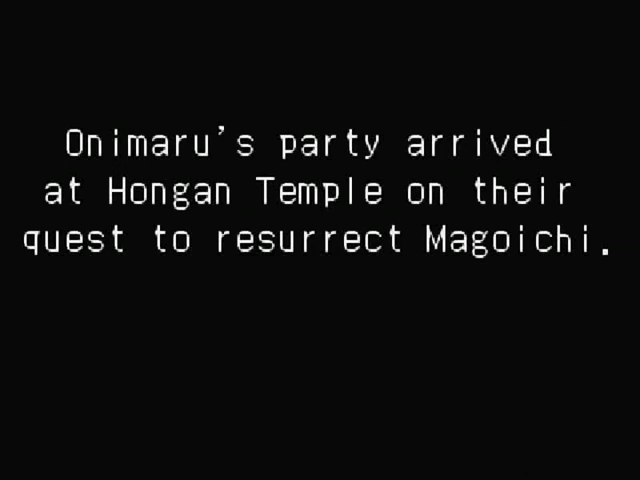 Onimaru's party arrived
at Hongan Temple on their
quest to resurrect Magoichi.